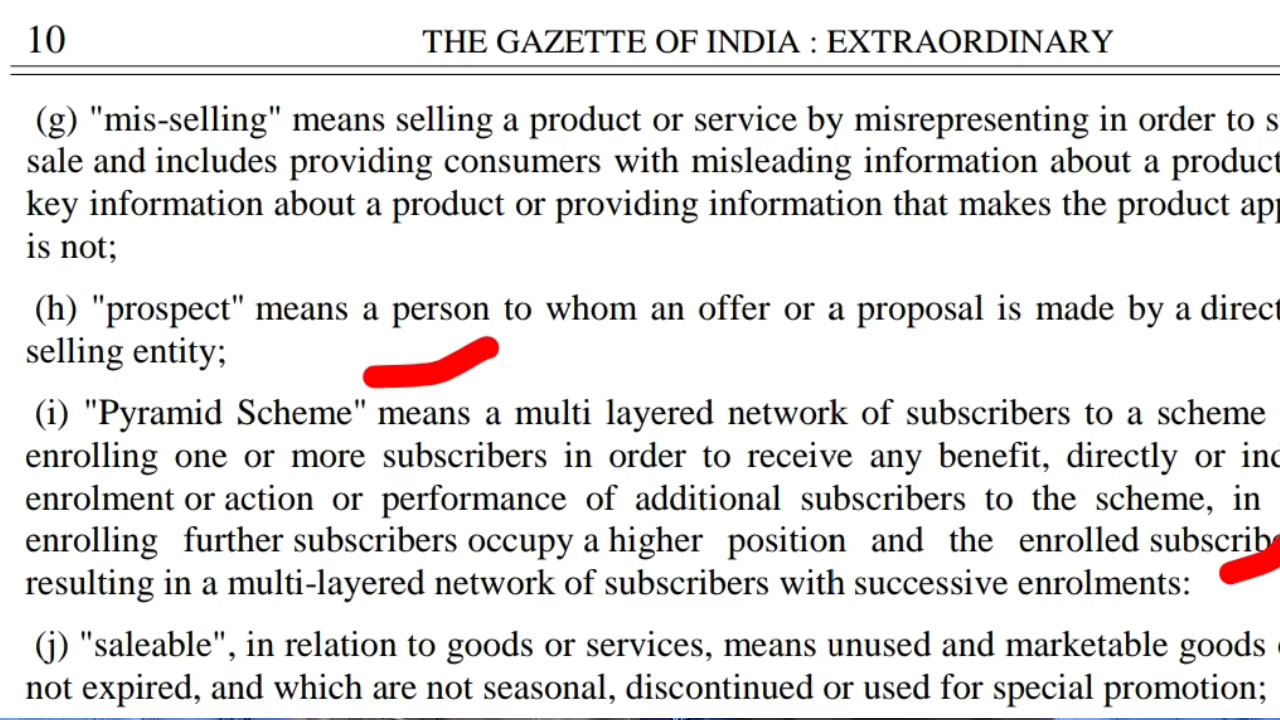 10 THE GAZETTE OF INDIA : EXTRAORDINARY
(g) "mis-selling" means selling a product or service by misrepresenting in order to
sale and includes providing consumers with misleading information about a product
key information about a product or providing information that makes the product
is not;
(h) "prospect" means a person to whom an offer or a proposal is made by a direct
selling entity;
(i) "Pyramid Scheme" means a multi layered network of subscribers to a scheme
enrolling one or more subscribers in order to receive any benefit, directly or
enrolment or action or performance of additional subscribers to the scheme, in
enrolling further subscribers occupy a higher position and the enrolled
resulting in a multi-layered network of subscribers with successive enrolments:
(j) "saleable", in relation to goods or services, means unused and marketable goods
not expired, and which are not seasonal, discontinued or used for special promotion;